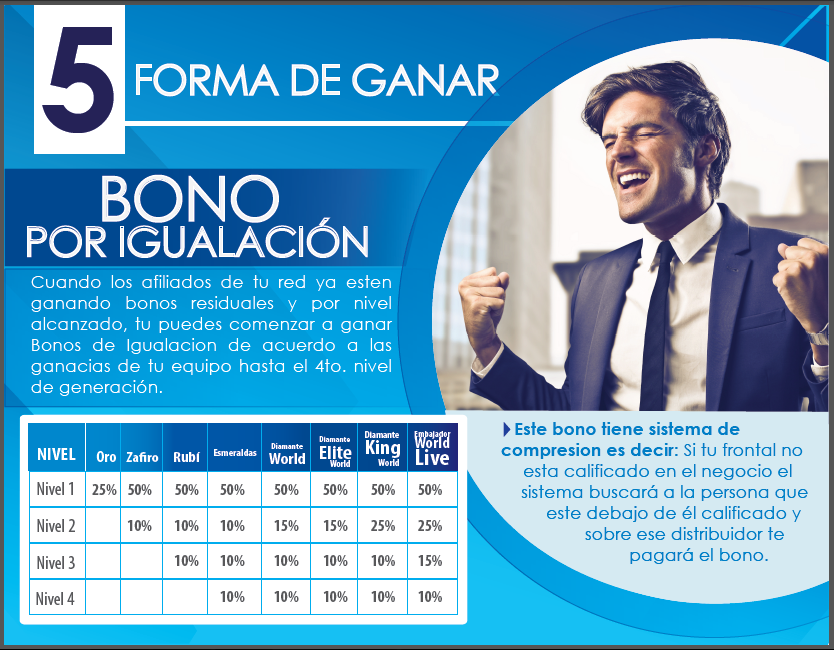 5
FORMA DE GANAR
BONO
POR IGUALACIÓN
Cuando los afiliados de tu red ya esten
ganando bonos residuales y por nivel
alcanzado, tu puedes comenzar a ganar
Bonos de Igualacion de acuerdo a las
ganacias de tu equipo hasta el 4to. nivel
de generación.
NIVEL Oro Zafiro Rubí Esmeraldas Diamante World Diamante Elite World Diamante King World Embajador World Live
Nivel 1 25% 50% 50% 50% 50% 50% 50% 50%
Nivel 2 10% 10% 10% 15% 15% 25% 25%
Nivel 3 10% 10% 10% 10% 10% 15%
Nivel 4 10% 10% 10% 10% 10%
Este bono tiene sistema de
compresion es decir: Si tu frontal no
esta calificado en el negocio el
sistema buscará a la persona que
este debajo de él calificado y
sobre ese distribuidor te
pagará el bono.